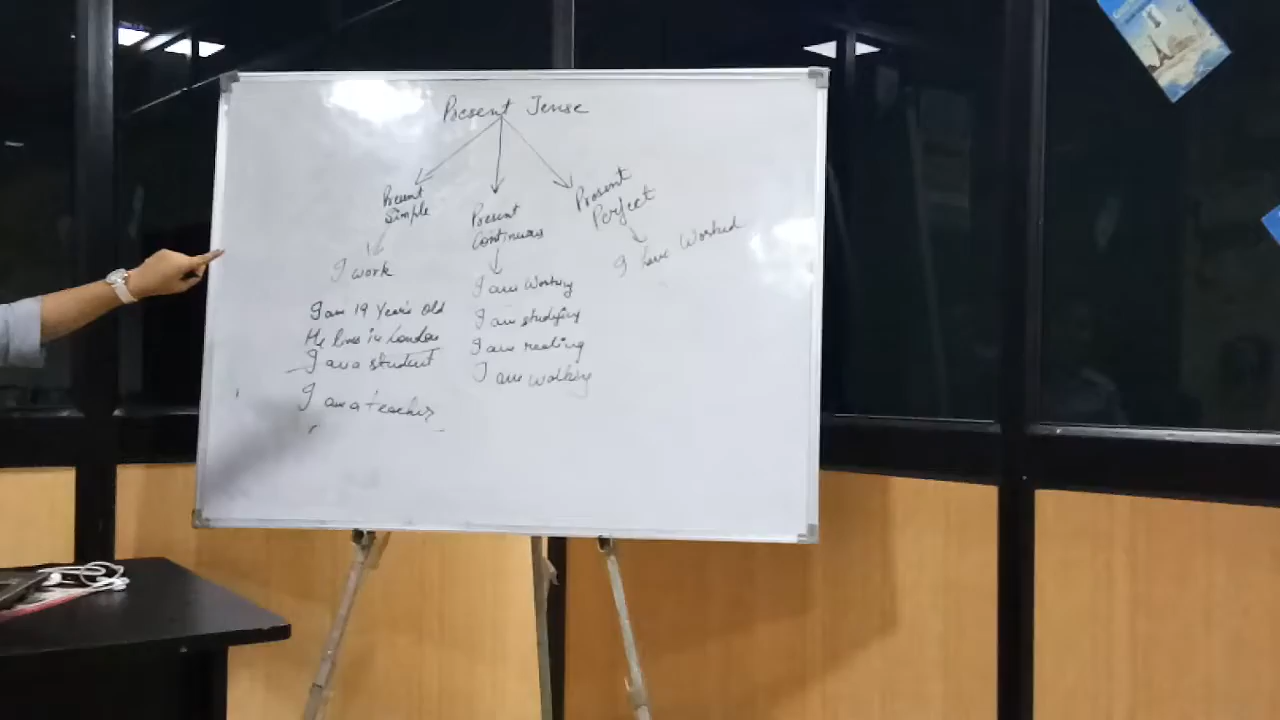 Present Tense
Present
Simple
Present
Continuous
Present
Perfect
I work
I am 19 Year's Old
He lives in London
I am a student
I am a teacher
I am Working
I am studying
I am reading
I am walking
I have Worked